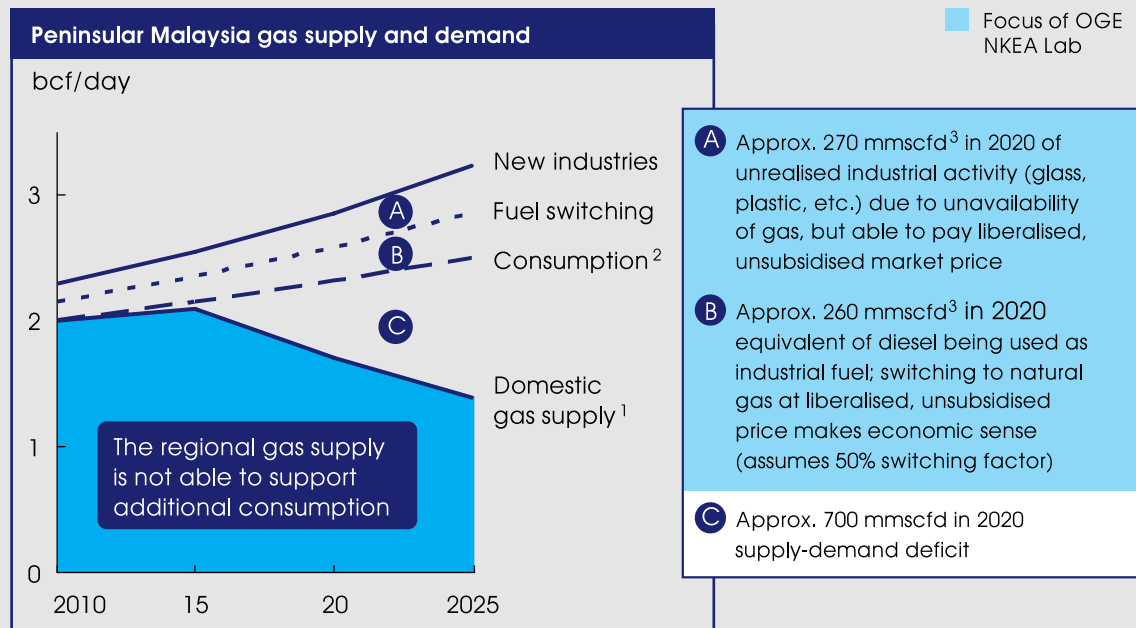 Peninsular Malaysia gas supply and demand
Focus of OGE
NKEA Lab
bcf/day
3
2
1
0
2010
15
20
2025
New industries
Fuel switching
Consumption2
Domestic
gas supply1
A
B
C
The regional gas supply
is not able to support
additional consumption
A
Approx. 270 mmscfd3 in 2020 of
unrealised industrial activity (glass,
plastic, etc.) due to unavailability
of gas, but able to pay liberalised,
unsubsidised market price
B
Approx. 260 mmscfd3 in 2020
equivalent of diesel being used as
industrial fuel; switching to natural
gas at liberalised, unsubsidised
price makes economic sense
(assumes 50% switching factor)
C
Approx. 700 mmscfd in 2020
supply-demand deficit